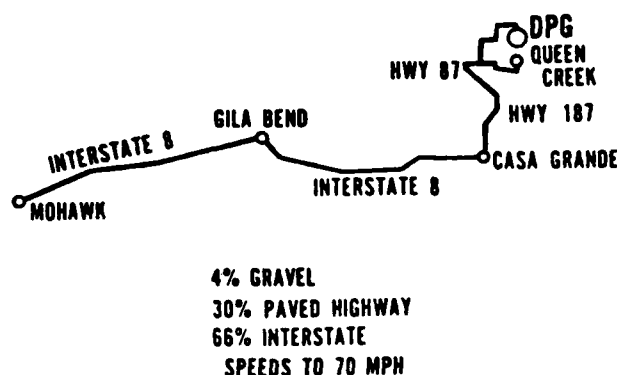 DPG
QUEEN
CREEK
HWY 87
HWY 187
GILA BEND
INTERSTATE 8
CASA GRANDE
INTERSTATE 8
MOHAWK
4% GRAVEL
30% PAVED HIGHWAY
66% INTERSTATE
SPEEDS TO 70 MPH